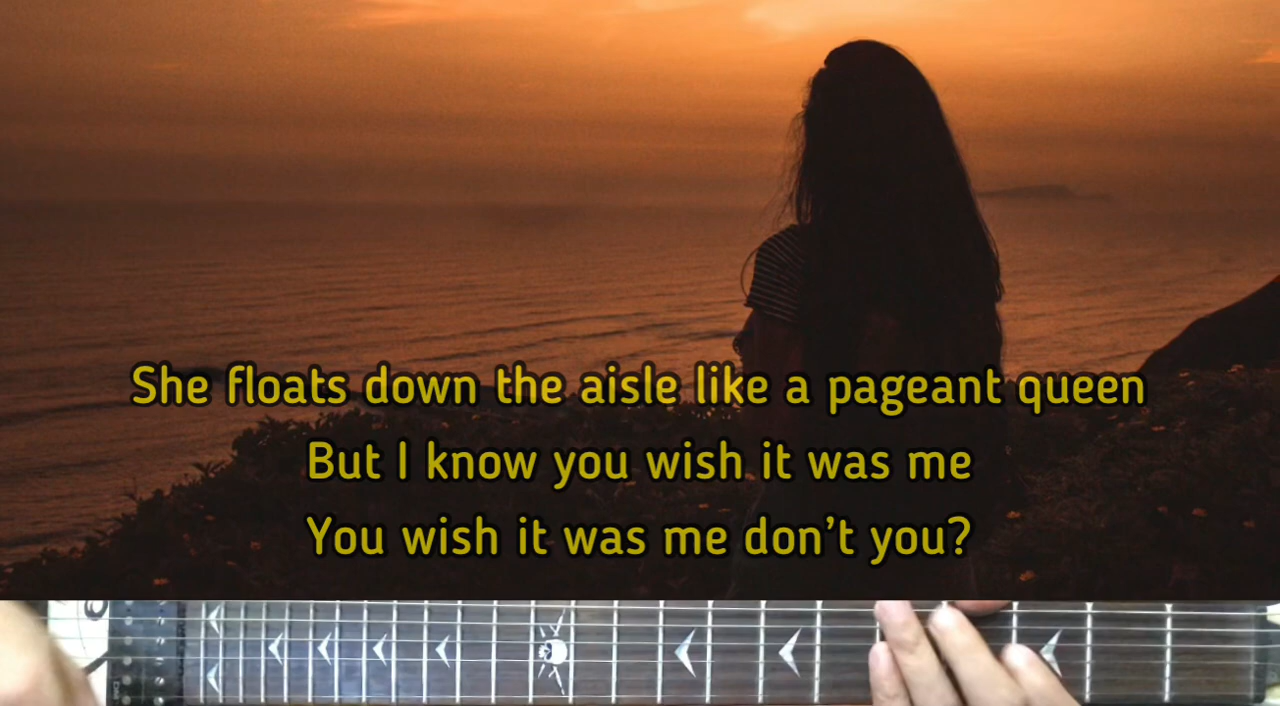 She floats down the aisle like a pageant queen
But I know you wish it was me
You wish it was me don't you?